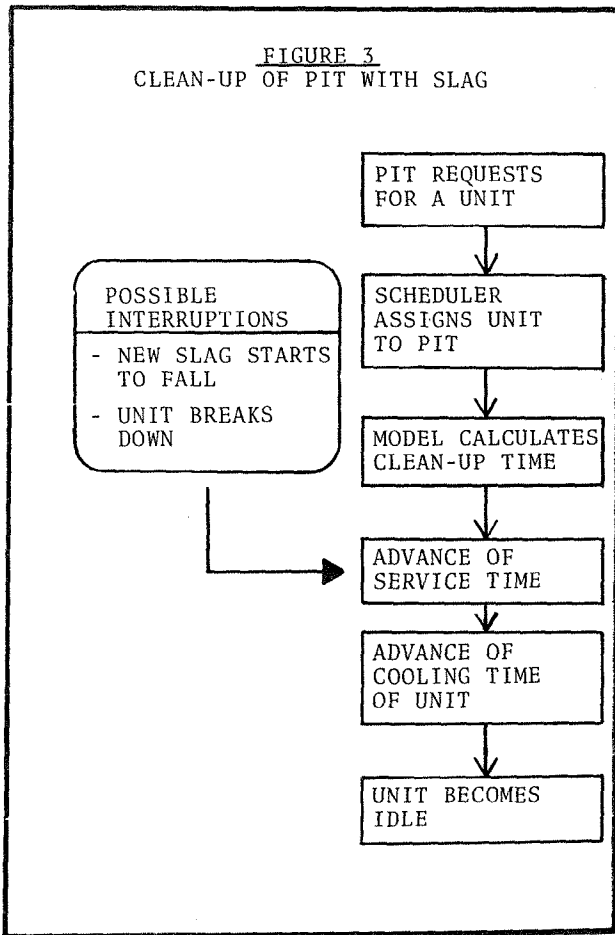 FIGURE 3
CLEAN-UP OF PIT WITH SLAG
PIT REQUESTS
FOR A UNIT
SCHEDULER
ASSIGNS UNIT
TO PIT
MODEL CALCULATES
CLEAN-UP TIME
POSSIBLE
INTERRUPTIONS
- NEW SLAG STARTS
TO FALL
- UNIT BREAKS
DOWN
ADVANCE OF
SERVICE TIME
ADVANCE OF
COOLING TIME
OF UNIT
UNIT BECOMES
IDLE